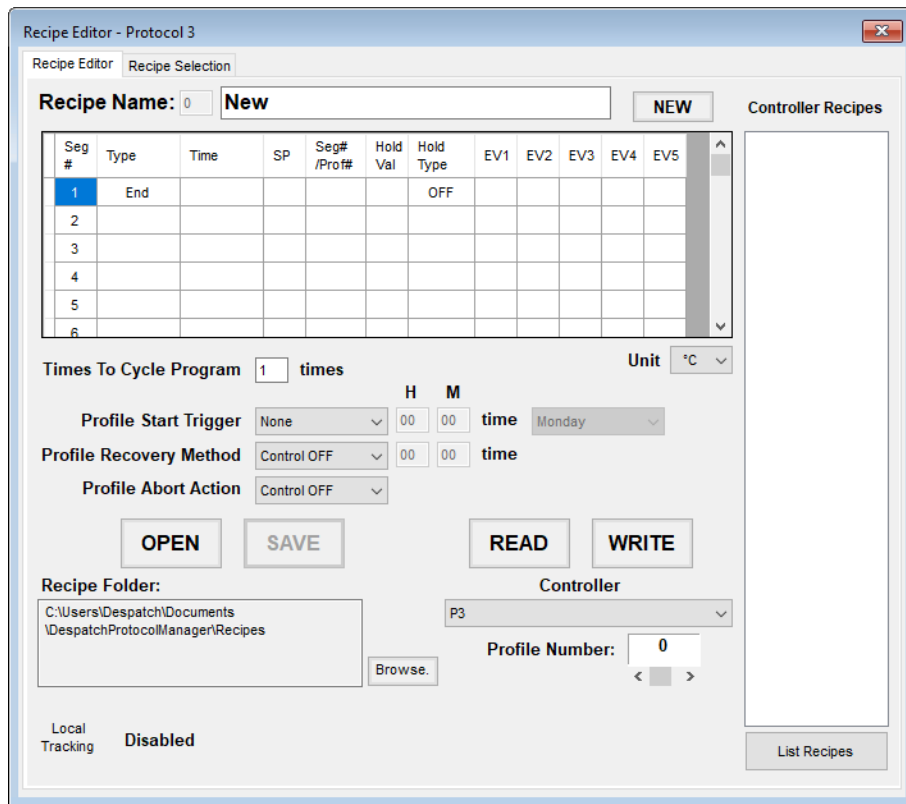 Recipe Editor - Protocol 3
Recipe Editor Recipe Selection
Recipe Name: 0 New NEW Controller Recipes
Seg # Type Time SP Seg# /Prof# Hold Val Hold Type EV1 EV2 EV3 EV4 EV5
1 End OFF
2
3
4
5
6
Times To Cycle Program 1 times Unit °C
H M
Profile Start Trigger None 00 00 time Monday
Profile Recovery Method Control OFF 00 00 time
Profile Abort Action Control OFF
OPEN SAVE READ WRITE
Recipe Folder: Controller
C:\Users\Despatch\Documents
\DespatchProtocolManager\Recipes
P3
Profile Number: 0
Browse.
< >
Local
Tracking
Disabled
List Recipes